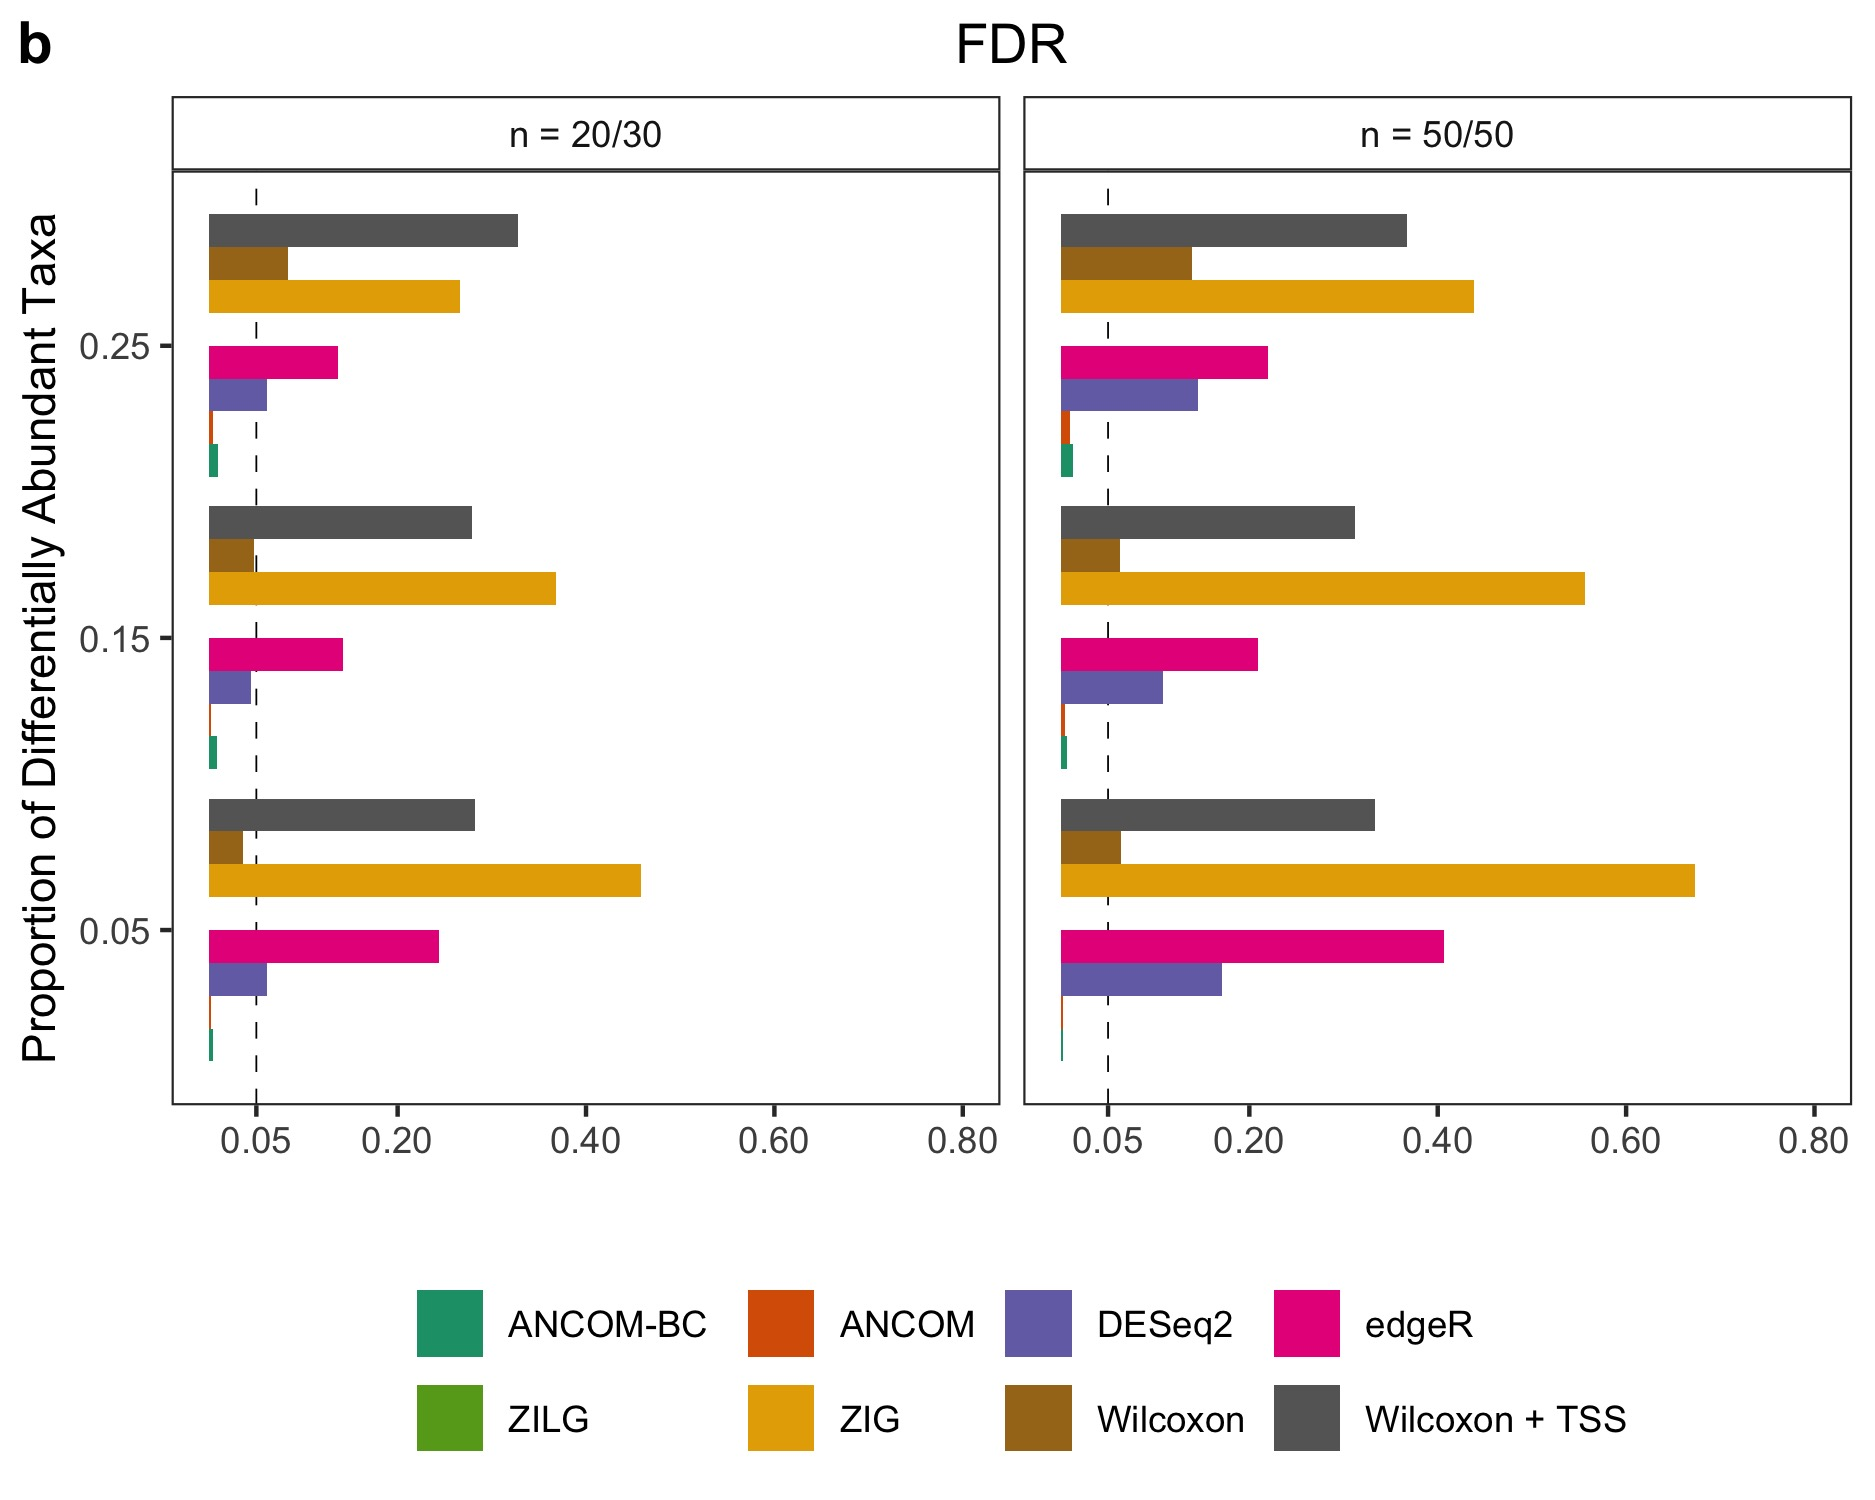 b
FDR
n = 20/30
n = 50/50
Proportion of Differentially Abundant Taxa
0.25
0.15
0.05
0.05 0.20 0.40 0.60 0.80
0.05 0.20 0.40 0.60 0.80
ANCOM-BC ANCOM DESeq2 edgeR
ZILG ZIG Wilcoxon Wilcoxon + TSS